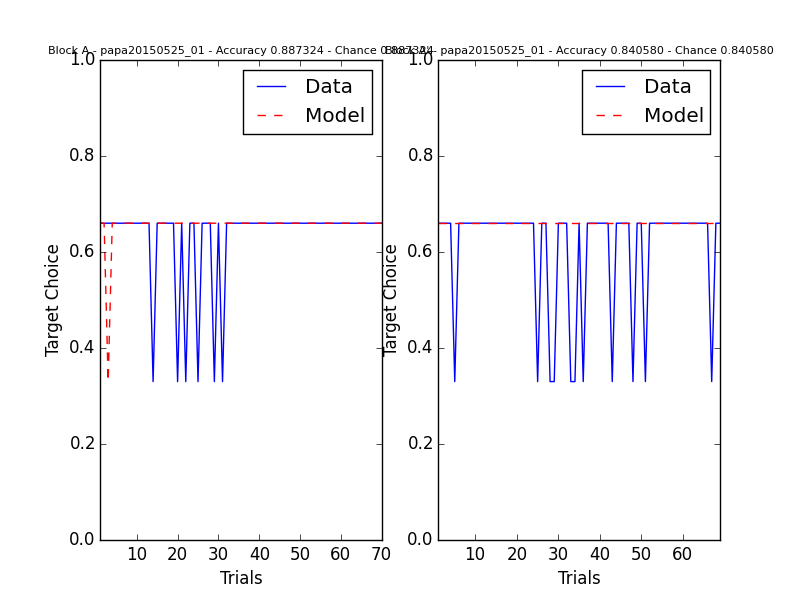 Block A - papa20150525_01 - Accuracy 0.887324 - Chance 0.887324
papa20150525_01 - Accuracy 0.840580 - Chance 0.840580
1.0
0.8
0.6
0.4
0.2
0.0
Target Choice
Data
Model
10 20 30 40 50 60 70
Trials
1.0
0.8
0.6
0.4
0.2
0.0
Target Choice
Data
Model
10 20 30 40 50 60
Trials